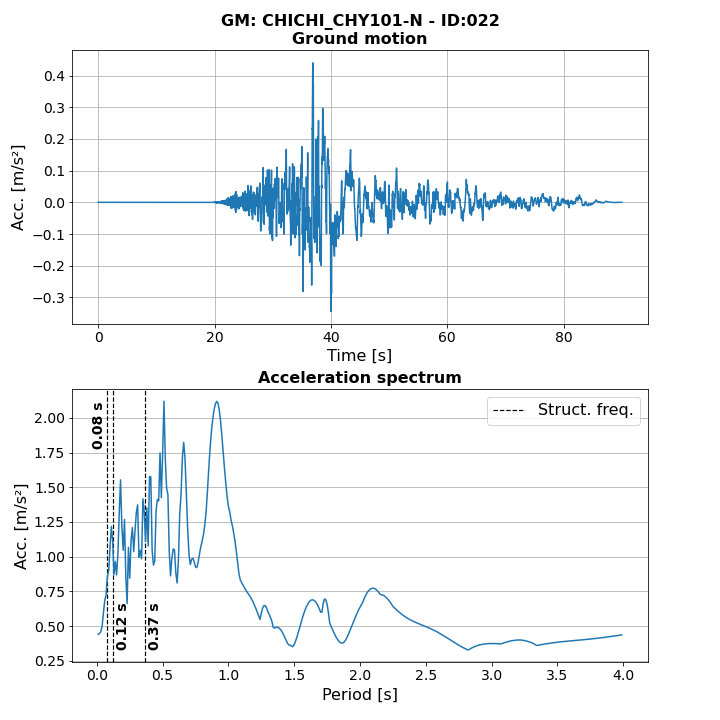 GM: CHICHI_CHY101-N - ID:022
Ground motion
Acc. [m/s²]
0.4
0.3
0.2
0.1
0.0
−0.1
−0.2
−0.3
0 20 40 60 80
Time [s]
Acceleration spectrum
Acc. [m/s²]
2.00
1.75
1.50
1.25
1.00
0.75
0.50
0.25
0.08 s
0.12 s
0.37 s
Struct. freq.
0.0 0.5 1.0 1.5 2.0 2.5 3.0 3.5 4.0
Period [s]